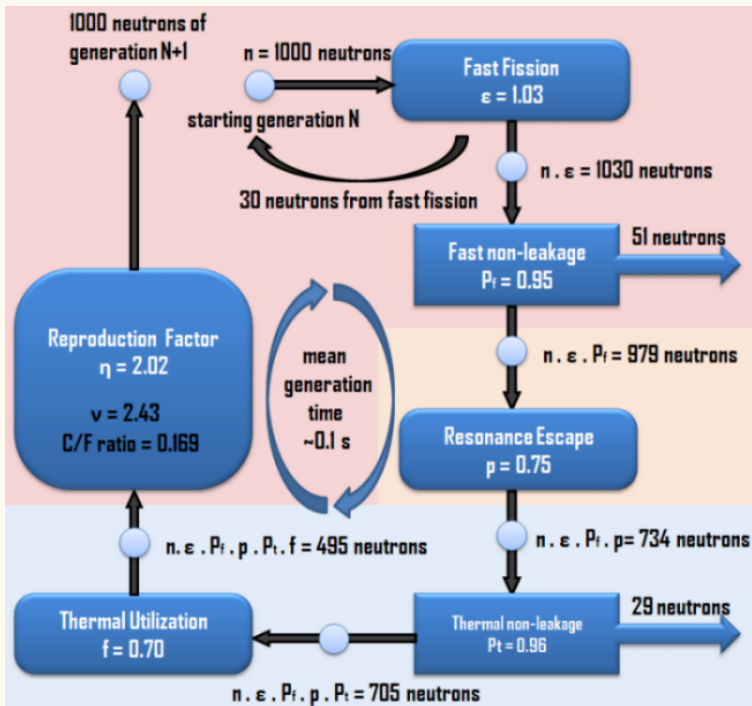 1000 neutrons of
generation N+1
n = 1000 neutrons
starting generation N
Fast Fission
ε = 1.03
30 neutrons from fast fission
n . ε = 1030 neutrons
Fast non-leakage
Pf = 0.95
51 neutrons
n . ε . Pf = 979 neutrons
Reproduction Factor
η = 2.02
ν = 2.43
C/F ratio = 0.169
mean
generation
time
~0.1 s
Resonance Escape
p = 0.75
n. ε . Pf. p= 734 neutrons
n. ε . Pf. p . Pt. f = 495 neutrons
Thermal Utilization
f = 0.70
Thermal non-leakage
Pt = 0.96
29 neutrons
n . ε . Pf. p . Pt = 705 neutrons